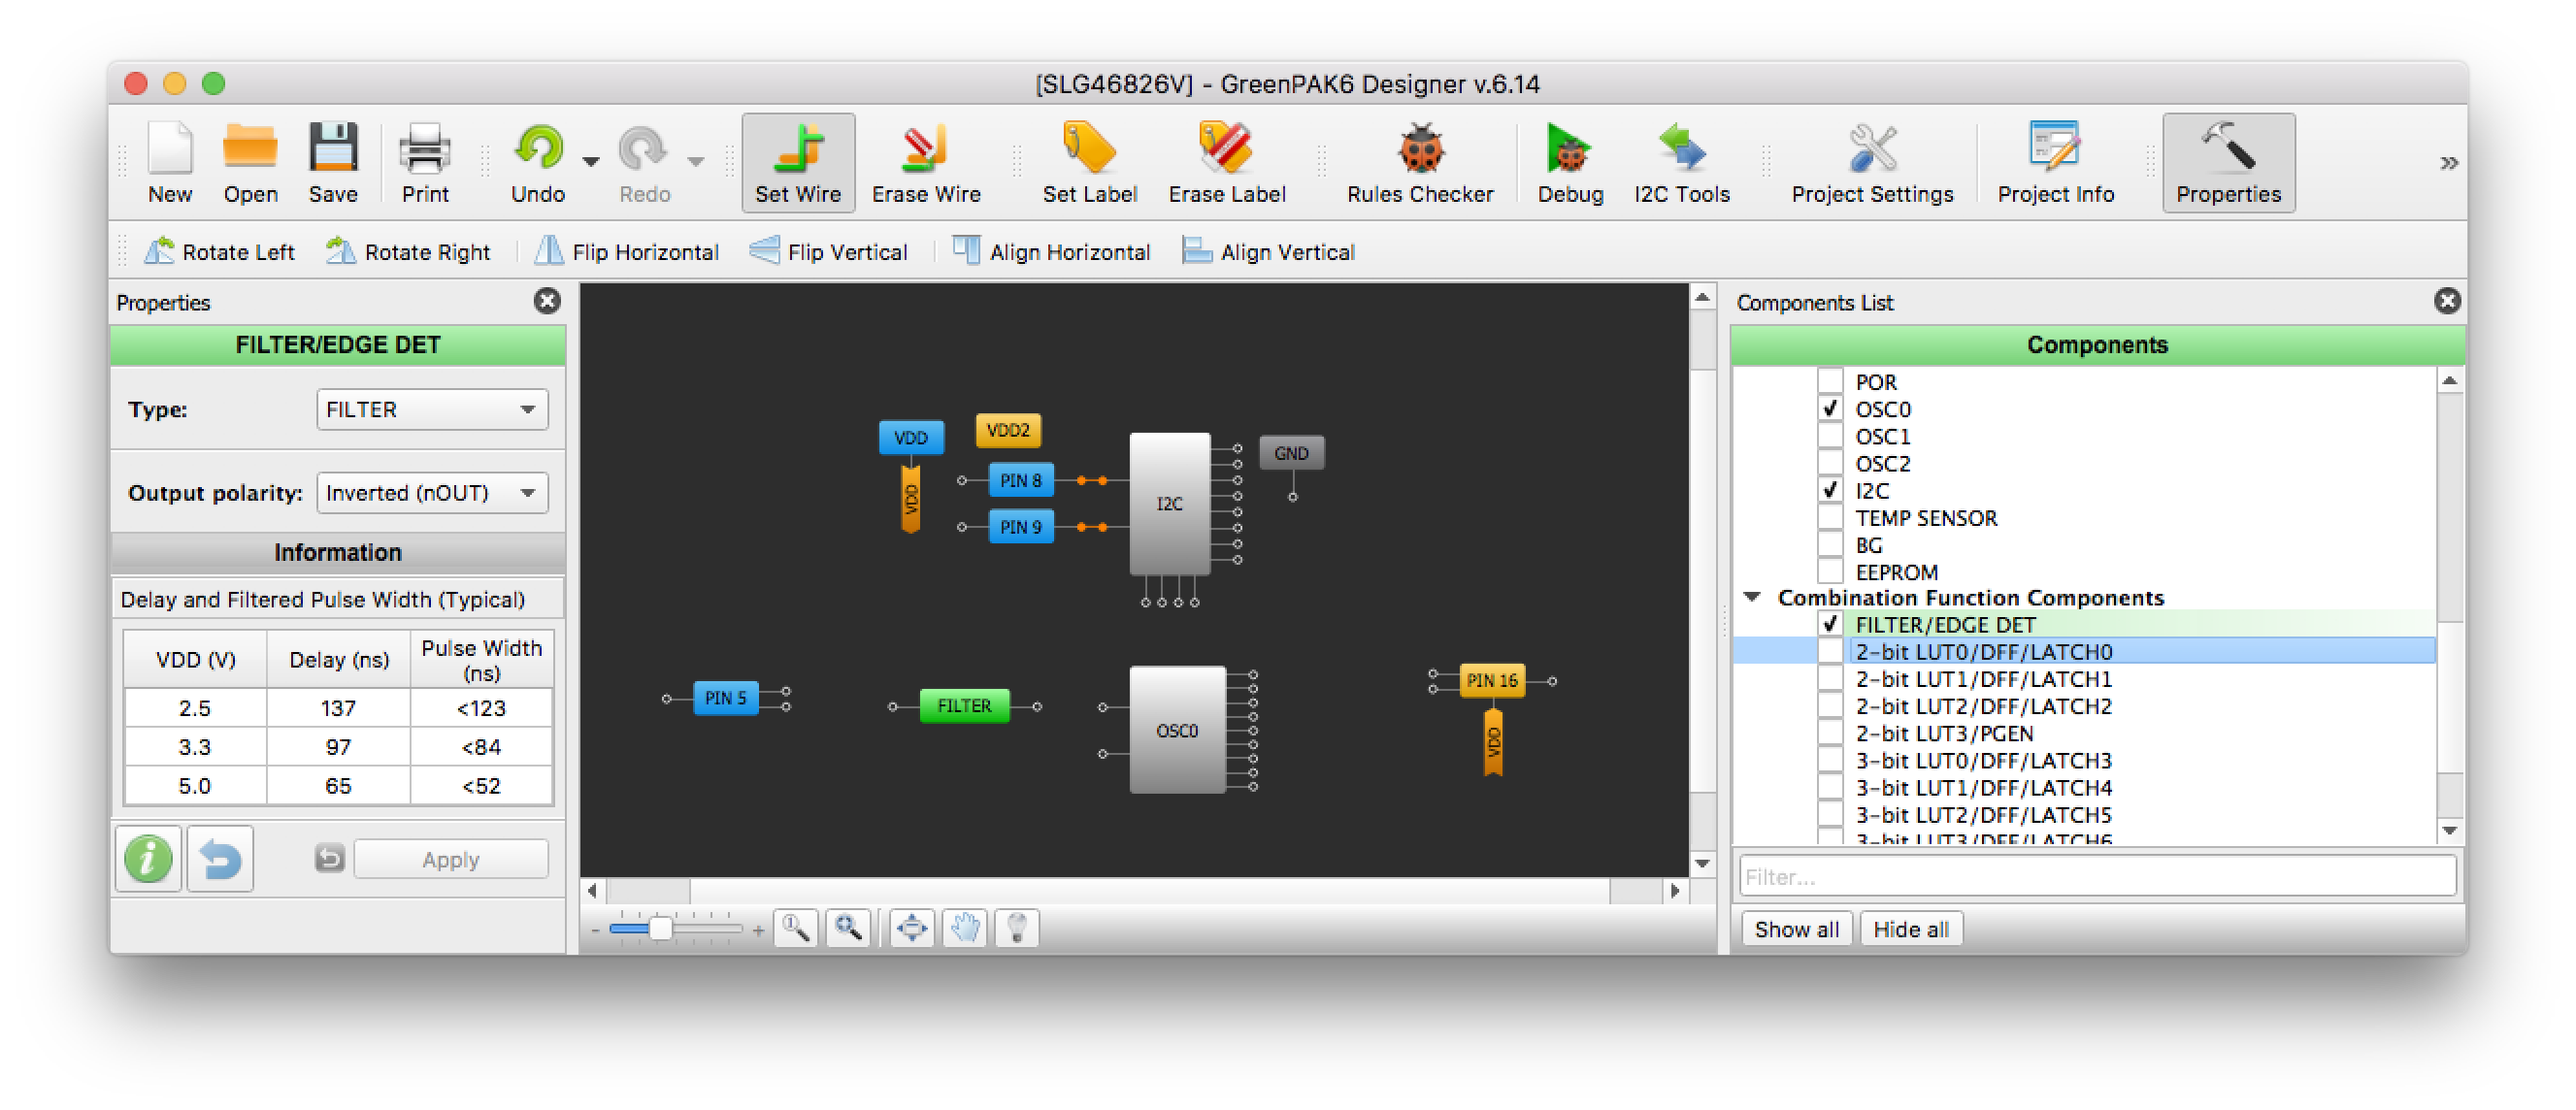 [SLG46826V] - GreenPAK6 Designer v.6.14
New Open Save Print Undo Redo Set Wire Erase Wire Set Label Erase Label Rules Checker Debug I2C Tools Project Settings Project Info Properties »
Rotate Left Rotate Right Flip Horizontal Flip Vertical Align Horizontal Align Vertical
Properties
FILTER/EDGE DET
Type: FILTER
Output polarity: Inverted (nOUT)
Information
Delay and Filtered Pulse Width (Typical)
VDD (V) Delay (ns) Pulse Width (ns)
2.5 137 <123
3.3 97 <84
5.0 65 <52
Apply
VDD
VDD2
VDD
PIN 8
PIN 9
I2C
GND
PIN 5
FILTER
OSC0
PIN 16
VDD
- +
1
Components List
Components
POR
OSC0
OSC1
OSC2
I2C
TEMP SENSOR
BG
EEPROM
Combination Function Components
FILTER/EDGE DET
2-bit LUT0/DFF/LATCH0
2-bit LUT1/DFF/LATCH1
2-bit LUT2/DFF/LATCH2
2-bit LUT3/PGEN
3-bit LUT0/DFF/LATCH3
3-bit LUT1/DFF/LATCH4
3-bit LUT2/DFF/LATCH5
3-bit LUT3/DFF/LATCH6
Filter...
Show all Hide all